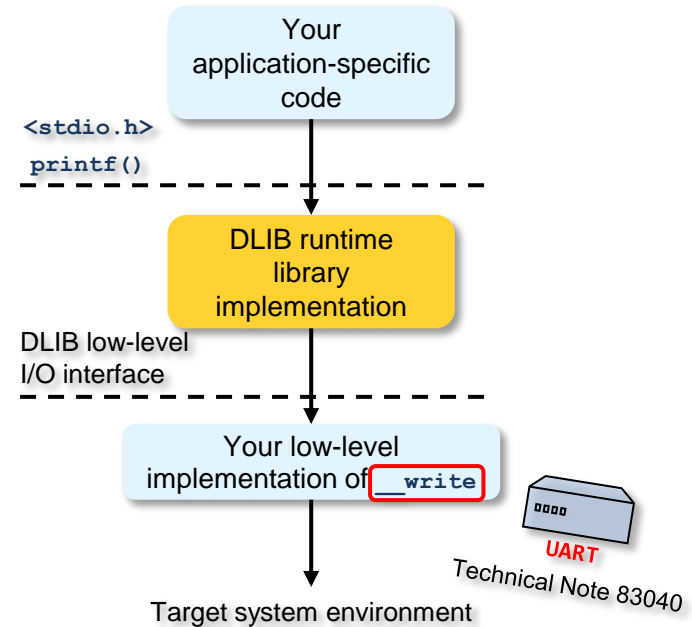 Your
application-specific
code
<stdio.h>
printf()
DLIB runtime
library
implementation
DLIB low-level
I/O interface
Your low-level
implementation of __write
UART
Technical Note 83040
Target system environment